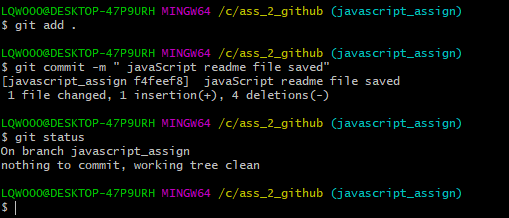 LQWOOO@DESKTOP-47P9URH MINGW64 /c/ass_2_github (javascript_assign)
$ git add .
LQWOOO@DESKTOP-47P9URH MINGW64 /c/ass_2_github (javascript_assign)
$ git commit -m " javaScript readme file saved"
[javascript_assign f4feef8]  javaScript readme file saved
 1 file changed, 1 insertion(+), 4 deletions(-)
LQWOOO@DESKTOP-47P9URH MINGW64 /c/ass_2_github (javascript_assign)
$ git status
On branch javascript_assign
nothing to commit, working tree clean
LQWOOO@DESKTOP-47P9URH MINGW64 /c/ass_2_github (javascript_assign)
$